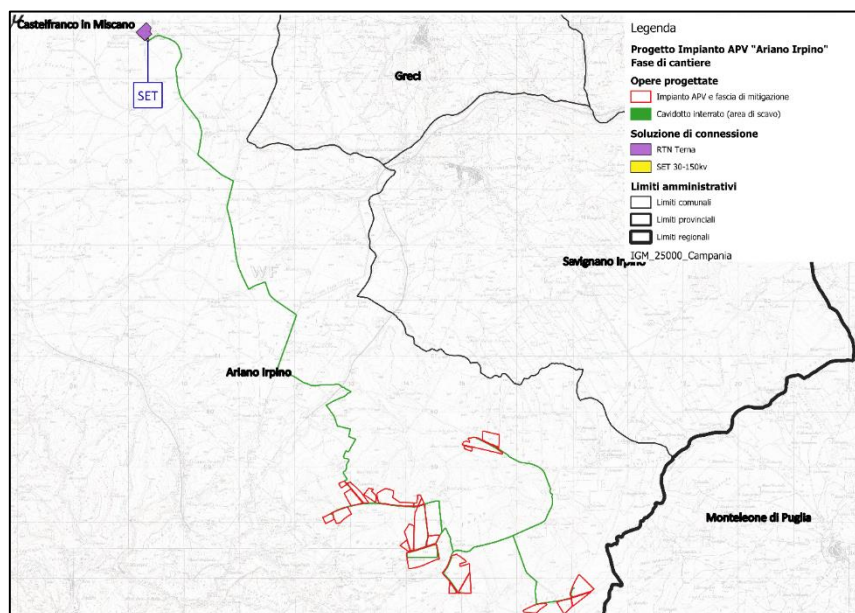 Castelfranco in Miscano
SET
Greci
Savignano Irpino
Ariano Irpino
Monteleone di Puglia
Legenda
Progetto Impianto APV "Ariano Irpino"
Fase di cantiere
Opere progettate
Impianto APV e fascia di mitigazione
Cavidotto interrato (area di scavo)
Soluzione di connessione
RTN Terna
SET 30-150kv
Limiti amministrativi
Limiti comunali
Limiti provinciali
Limiti regionali
IGM_25000_Campania